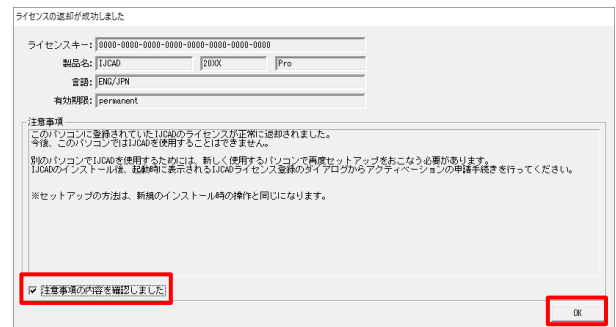 ライセンスの返却が成功しました
ライセンスキー: 0000-0000-0000-0000-0000-0000-0000-0000
製品名: IJCAD 20XX Pro
言語: ENG/JPN
有効期限: permanent
注意事項
このパソコンに登録されていたIJCADのライセンスが正常に返却されました。
今後、このパソコンではIJCADを使用することはできません。
別のパソコンでIJCADを使用するためには、新しく使用するパソコンで再度セットアップをおこなう必要があります。
IJCADのインストール後、起動時に表示されるIJCADライセンス登録のダイアログからアクティベーションの申請手続きを行ってください。
※セットアップの方法は、新規のインストール時の操作と同じになります。
注意事項の内容を確認しました
OK